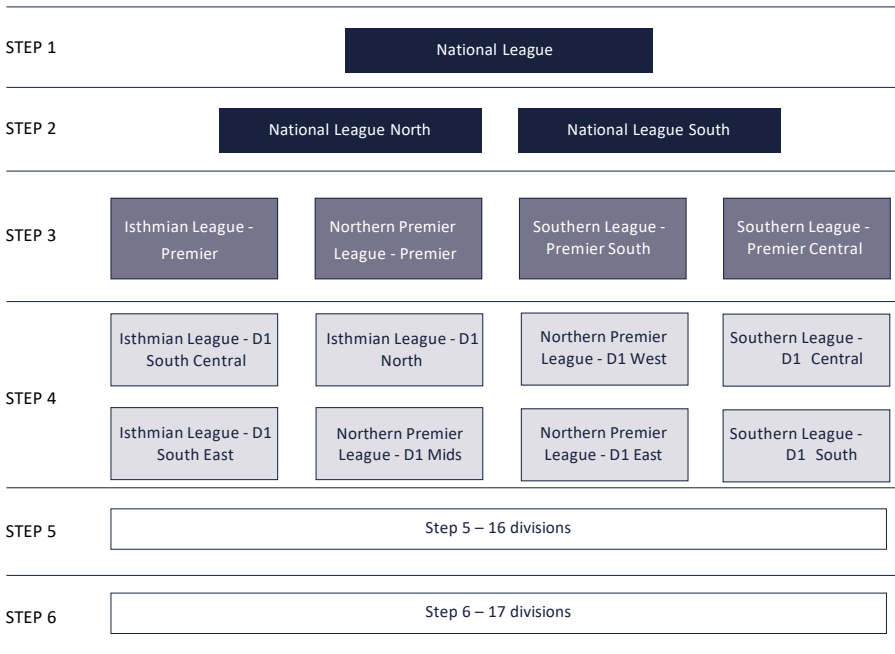 STEP 1
National League
STEP 2
National League North
National League South
STEP 3
Isthmian League -
Premier
Northern Premier
League - Premier
Southern League -
Premier South
Southern League -
Premier Central
STEP 4
Isthmian League - D1
South Central
Isthmian League - D1
North
Northern Premier
League - D1 West
Southern League -
D1 Central
Isthmian League - D1
South East
Northern Premier
League - D1 Mids
Northern Premier
League - D1 East
Southern League -
D1 South
STEP 5
Step 5 – 16 divisions
STEP 6
Step 6 – 17 divisions